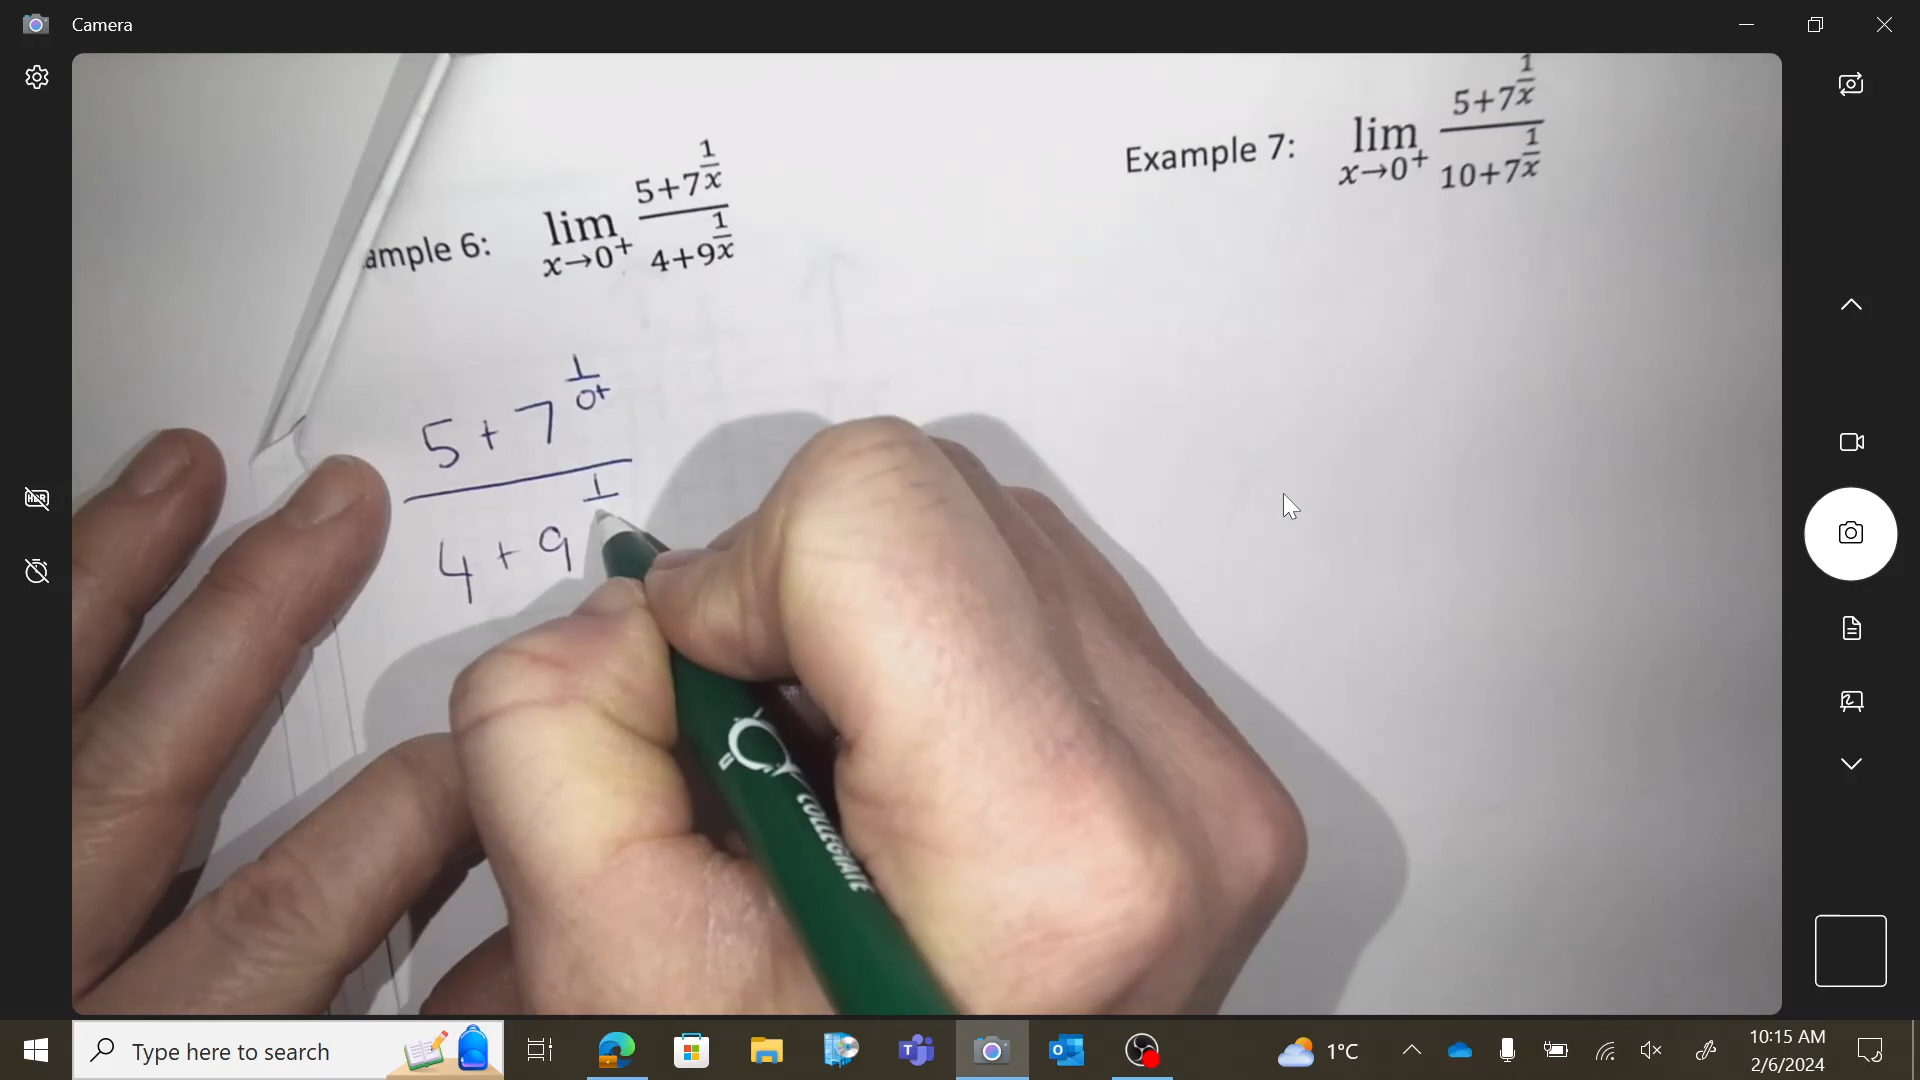 Camera
Example 7: lim x→0⁺ (5+7^(1/x))/(10+7^(1/x))
ample 6: lim x→0⁺ (5+7^(1/x))/(4+9^(1/x))
5 + 7^(1/0+)
4 + 9^1
COLLEGIATE
Type here to search
1°C
10:15 AM
2/6/2024